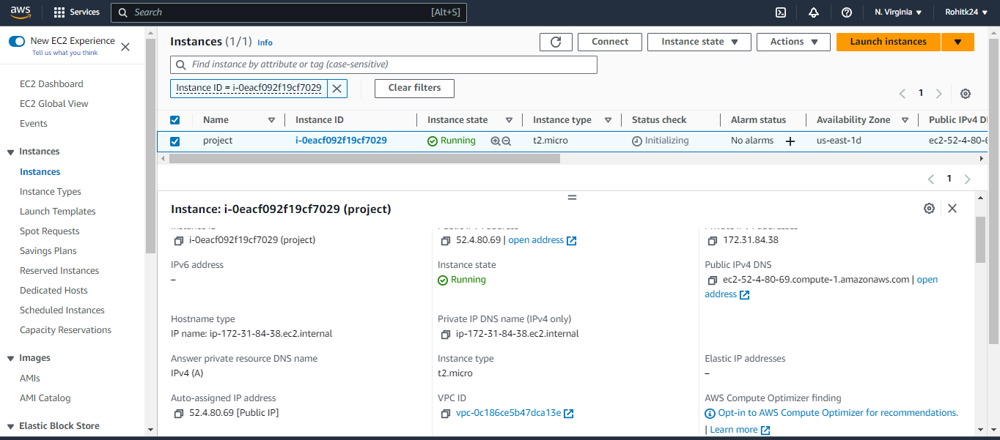 aws Services Search [Alt+S] N. Virginia Rohitk24
New EC2 Experience
Tell us what you think
EC2 Dashboard
EC2 Global View
Events
Instances
Instances
Instance Types
Launch Templates
Spot Requests
Savings Plans
Reserved Instances
Dedicated Hosts
Scheduled Instances
Capacity Reservations
Images
AMIs
AMI Catalog
Elastic Block Store
Instances (1/1) Info Connect Instance state Actions Launch instances
Find instance by attribute or tag (case-sensitive)
Instance ID = i-0eacf092f19cf7029 Clear filters
1
Name Instance ID Instance state Instance type Status check Alarm status Availability Zone Public IPv4 D
project i-0eacf092f19cf7029 Running t2.micro Initializing No alarms us-east-1d ec2-52-4-80-6
1
Instance: i-0eacf092f19cf7029 (project)
i-0eacf092f19cf7029 (project) 52.4.80.69 | open address 172.31.84.38
IPv6 address Instance state Public IPv4 DNS
– Running ec2-52-4-80-69.compute-1.amazonaws.com | open
address
Hostname type Private IP DNS name (IPv4 only)
IP name: ip-172-31-84-38.ec2.internal ip-172-31-84-38.ec2.internal
Answer private resource DNS name Instance type Elastic IP addresses
IPv4 (A) t2.micro –
Auto-assigned IP address VPC ID AWS Compute Optimizer finding
52.4.80.69 [Public IP] vpc-0c186ce5b47dca13e Opt-in to AWS Compute Optimizer for recommendations.
| Learn more